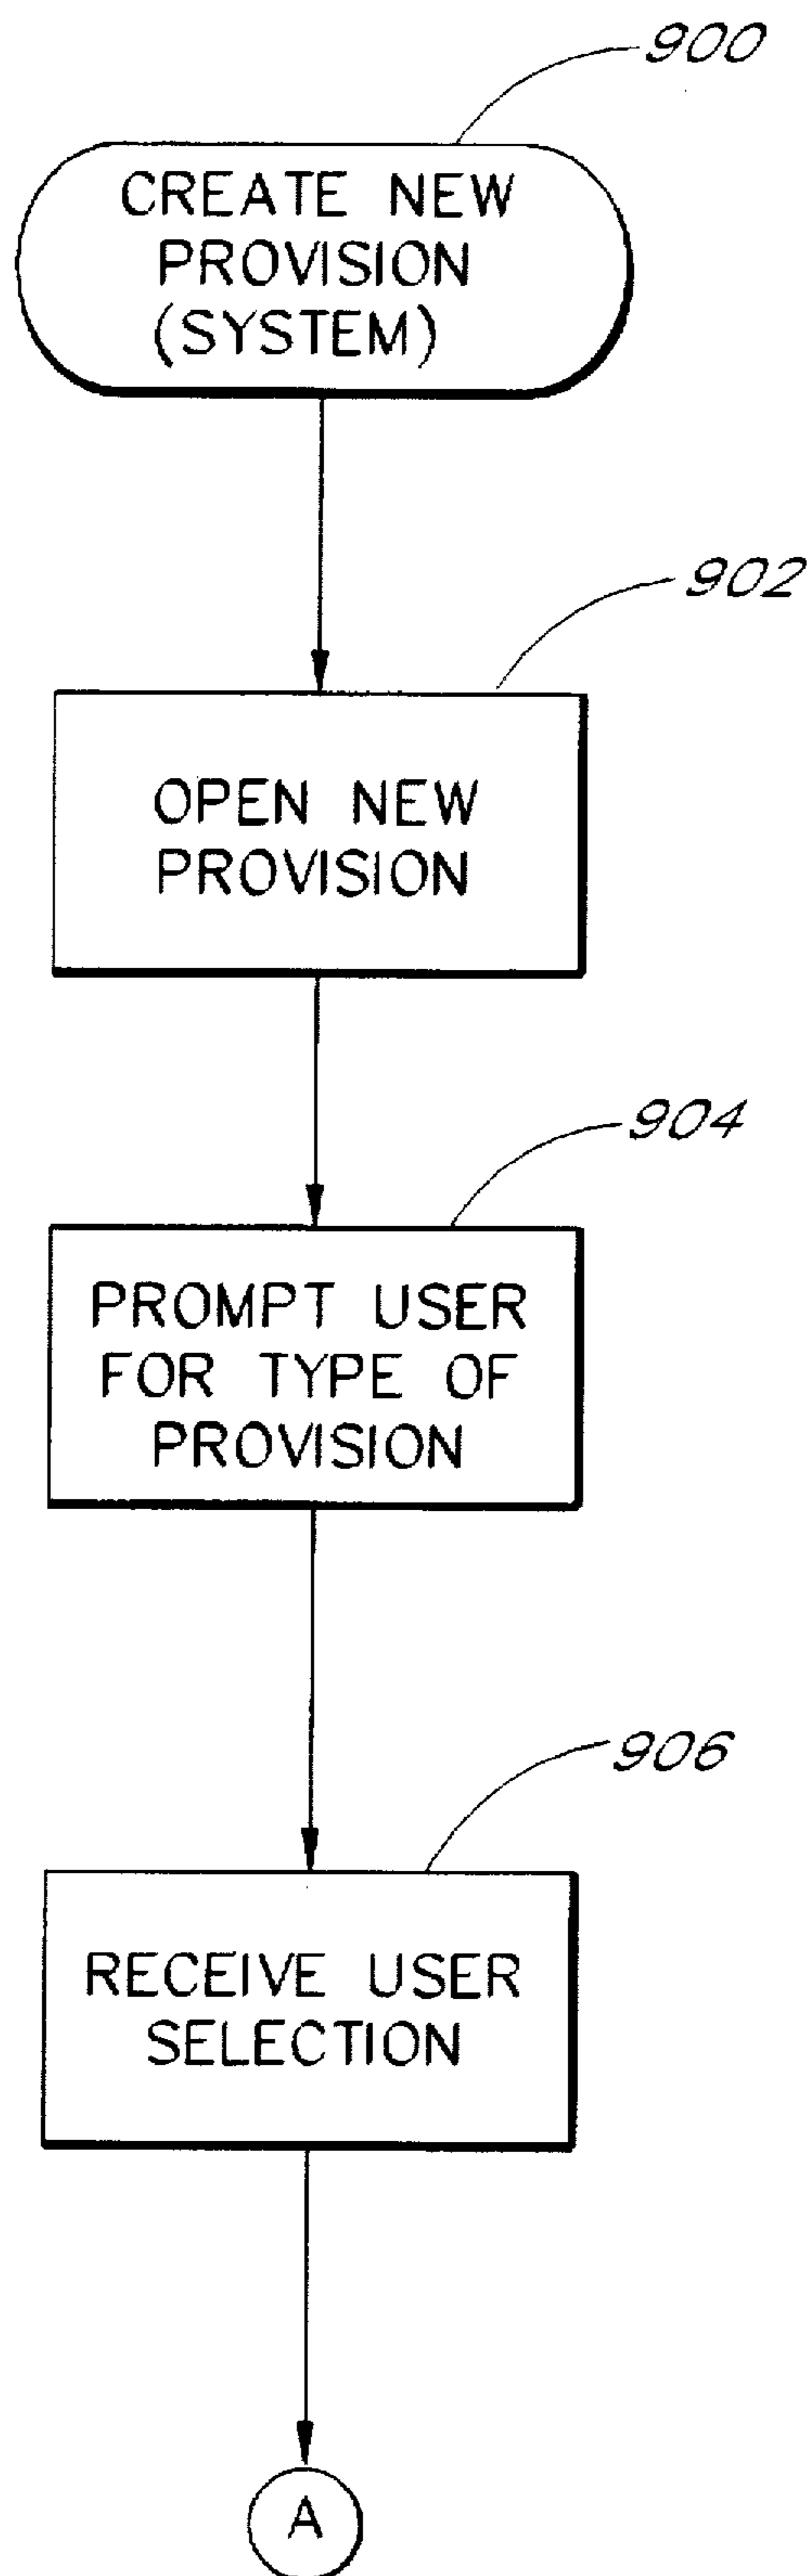 900
CREATE NEW
PROVISION
(SYSTEM)
902
OPEN NEW
PROVISION
904
PROMPT USER
FOR TYPE OF
PROVISION
906
RECEIVE USER
SELECTION
A